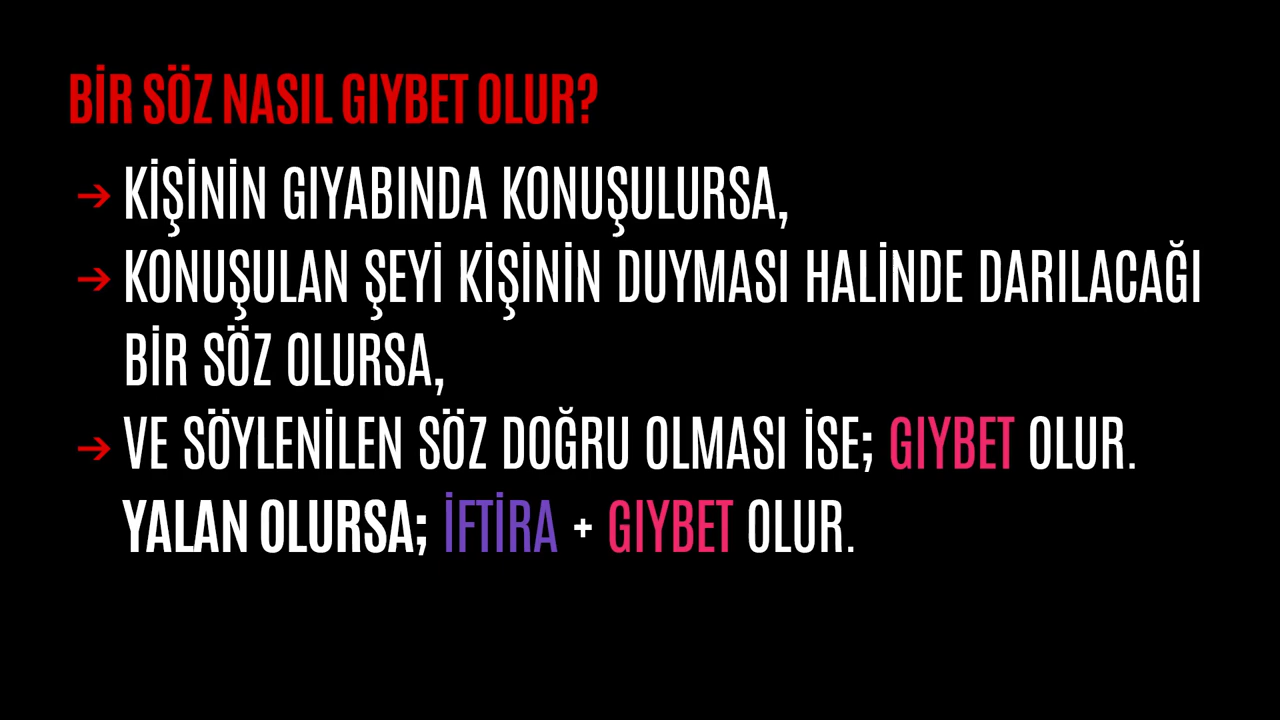 BİR SÖZ NASIL GIYBET OLUR?
→ KİŞİNİN GIYABINDA KONUŞULURSA,
→ KONUŞULAN ŞEYİ KİŞİNİN DUYMASI HALİNDE DARILACAĞI
BİR SÖZ OLURSA,
→ VE SÖYLENİLEN SÖZ DOĞRU OLMASI İSE; GIYBET OLUR.
YALAN OLURSA; İFTİRA + GIYBET OLUR.